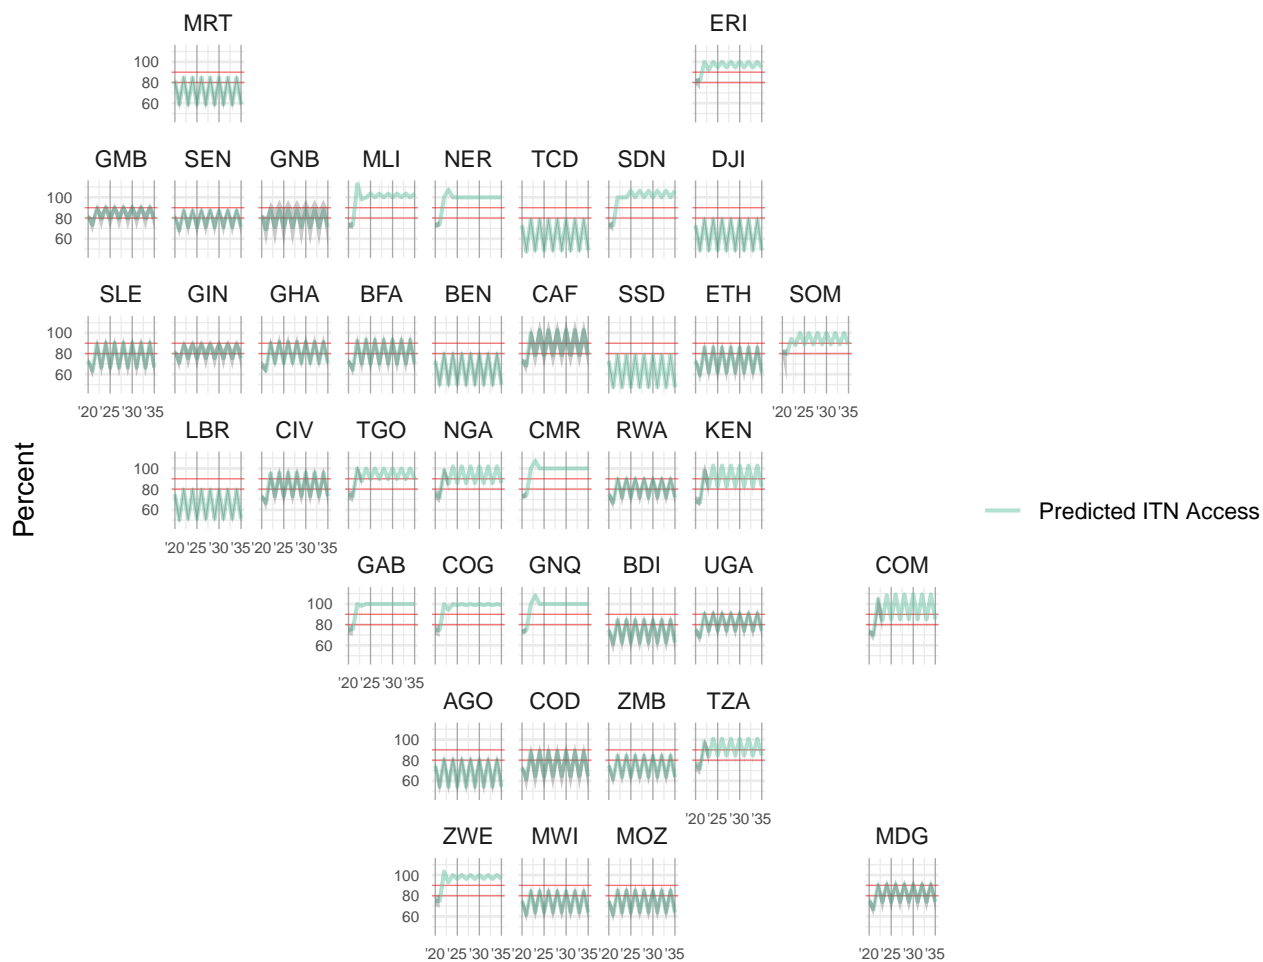 MRT ERI
100
80
60
GMB SEN GNB MLI NER TCD SDN DJI
100
80
60
SLE GIN GHA BFA BEN CAF SSD ETH SOM
100
80
60
'20 '25 '30 '35 '20 '25 '30 '35
LBR CIV TGO NGA CMR RWA KEN
100
80
60
'20 '25 '30 '35 '20 '25 '30 '35
Percent
Predicted ITN Access
GAB COG GNQ BDI UGA COM
100
80
60
'20 '25 '30 '35
AGO COD ZMB TZA
100
80
60
'20 '25 '30 '35
ZWE MWI MOZ MDG
100
80
60
'20 '25 '30 '35 '20 '25 '30 '35 '20 '25 '30 '35 '20 '25 '30 '35